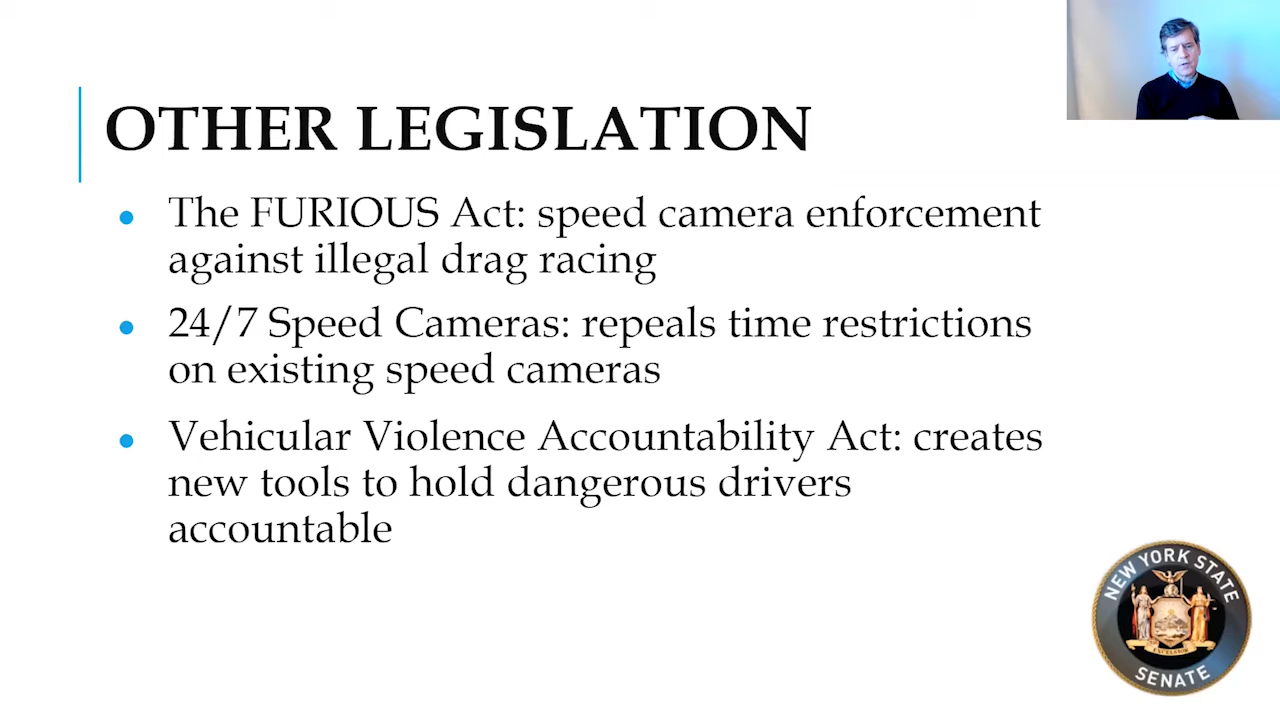 OTHER LEGISLATION
● The FURIOUS Act: speed camera enforcement
against illegal drag racing
● 24/7 Speed Cameras: repeals time restrictions
on existing speed cameras
● Vehicular Violence Accountability Act: creates
new tools to hold dangerous drivers
accountable
NEW YORK STATE
EXCELSIOR
SENATE